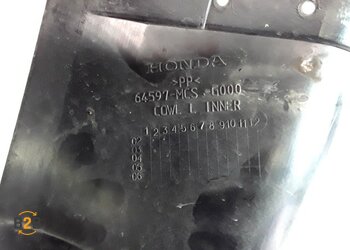 HONDA
>PP<
64597-MCS -G000
COWL L INNER
1 2 3 4 5 6 7 8 9 10 11 12
2